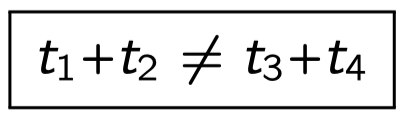 t₁+t₂ ≠ t₃+t₄